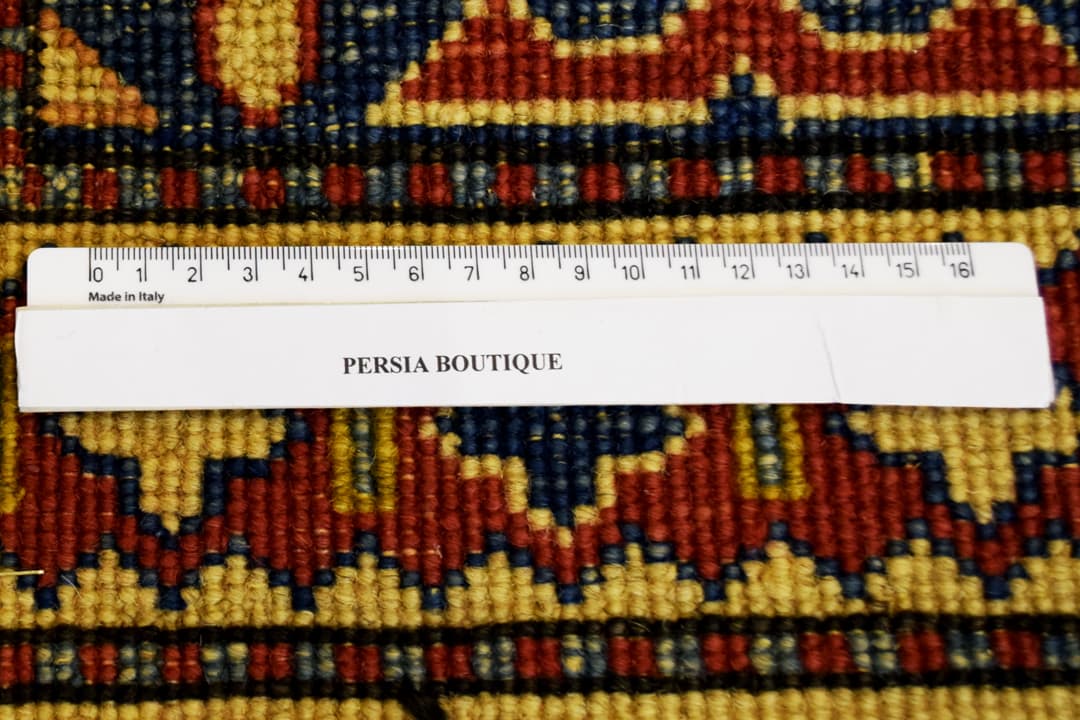 0 1 2 3 4 5 6 7 8 9 10 11 12 13 14 15 16
Made in Italy
PERSIA BOUTIQUE